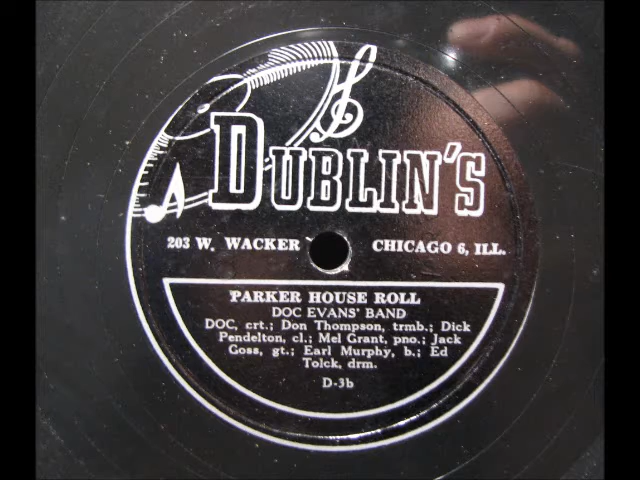 DUBLIN'S
203 W. WACKER CHICAGO 6, ILL.
PARKER HOUSE ROLL
DOC EVANS' BAND
DOC, crt.; Don Thompson, trmb.; Dick
Pendelton, cl.; Mel Grant, pno.; Jack
Goss, gt.; Earl Murphy, b.; Ed
Tolck, drm.
D-3b